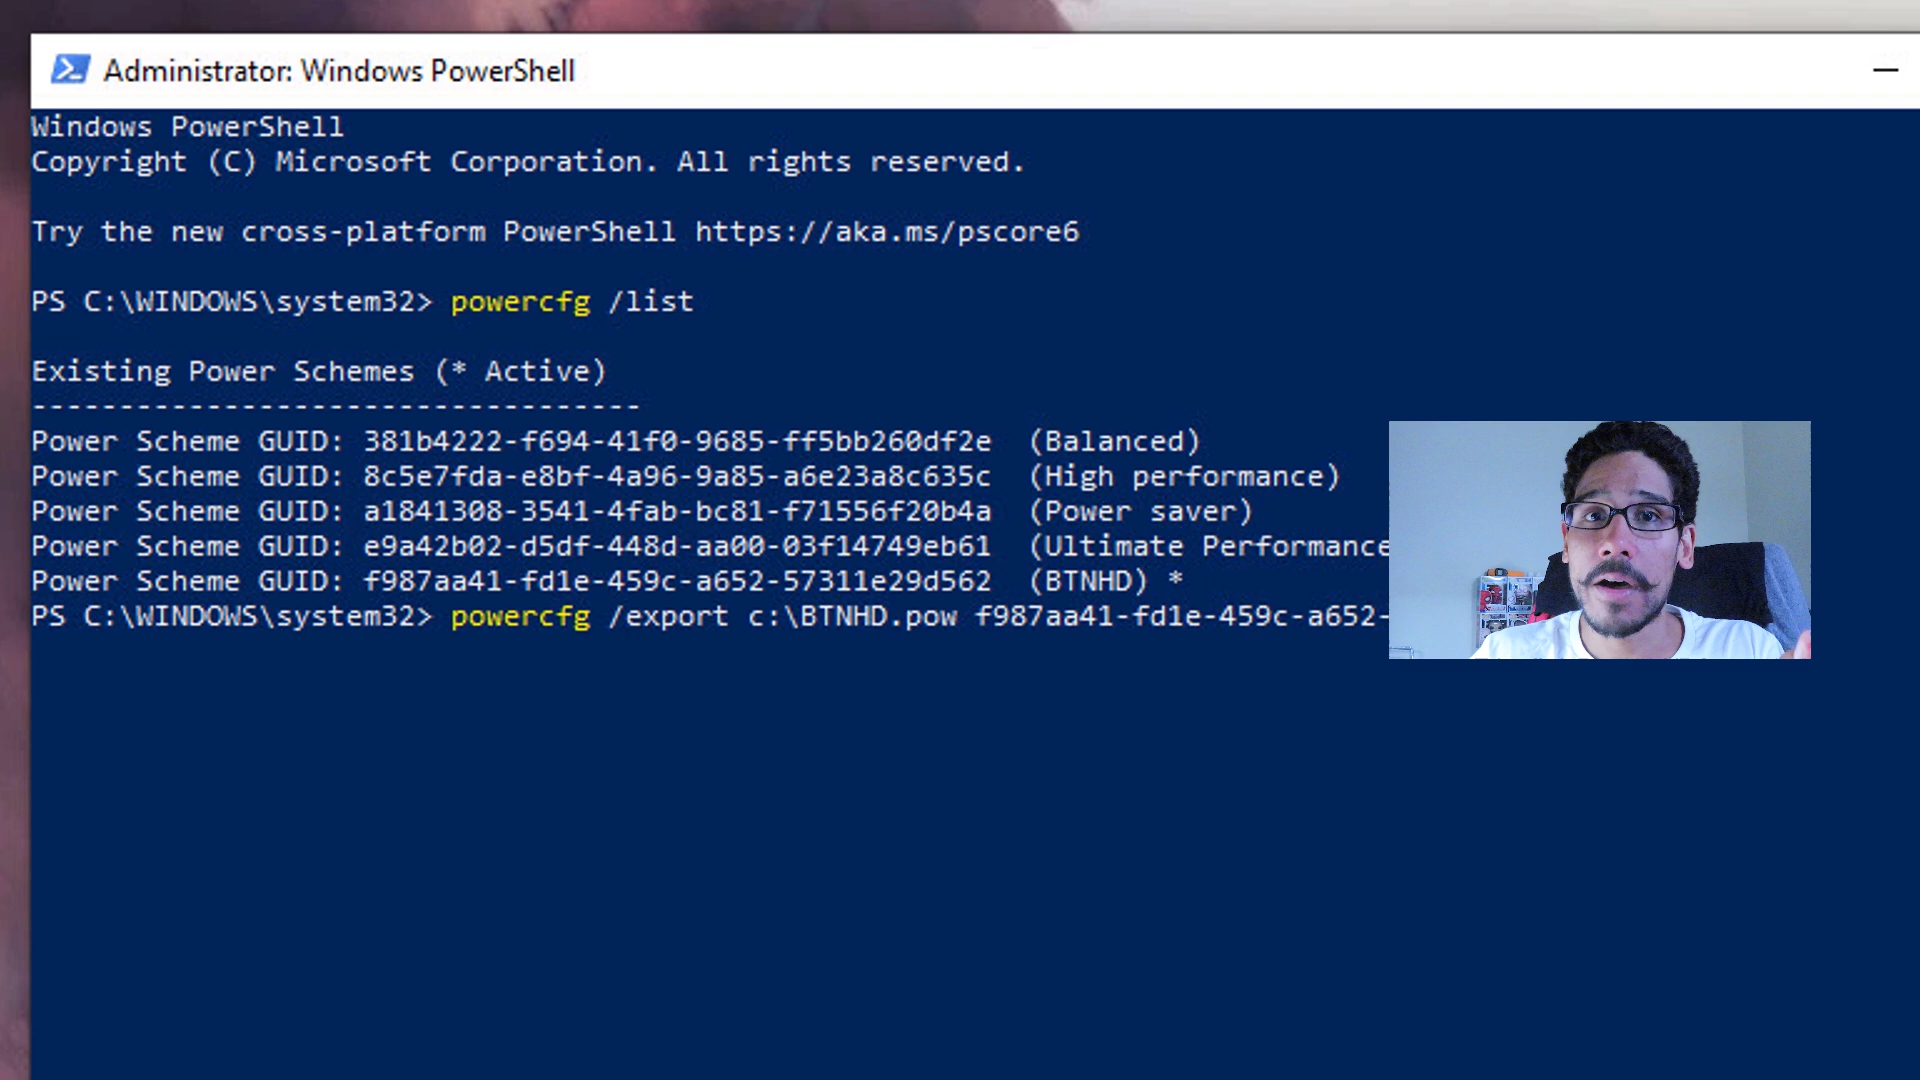 Administrator: Windows PowerShell
Windows PowerShell
Copyright (C) Microsoft Corporation. All rights reserved.
Try the new cross-platform PowerShell https://aka.ms/pscore6
PS C:\WINDOWS\system32> powercfg /list
Existing Power Schemes (* Active)
-----------------------------------
Power Scheme GUID: 381b4222-f694-41f0-9685-ff5bb260df2e  (Balanced)
Power Scheme GUID: 8c5e7fda-e8bf-4a96-9a85-a6e23a8c635c  (High performance)
Power Scheme GUID: a1841308-3541-4fab-bc81-f71556f20b4a  (Power saver)
Power Scheme GUID: e9a42b02-d5df-448d-aa00-03f14749eb61  (Ultimate Performance
Power Scheme GUID: f987aa41-fd1e-459c-a652-57311e29d562  (BTNHD) *
PS C:\WINDOWS\system32> powercfg /export c:\BTNHD.pow f987aa41-fd1e-459c-a652-